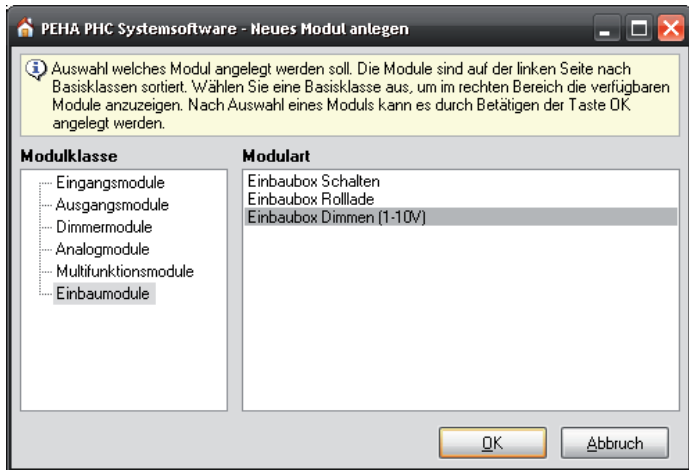 PEHA PHC Systemsoftware - Neues Modul anlegen
Auswahl welches Modul angelegt werden soll. Die Module sind auf der linken Seite nach
Basisklassen sortiert. Wählen Sie eine Basisklasse aus, um im rechten Bereich die verfügbaren
Module anzuzeigen. Nach Auswahl eines Moduls kann es durch Betätigen der Taste OK
angelegt werden.
Modulklasse
Eingangsmodule
Ausgangsmodule
Dimmermodule
Analogmodule
Multifunktionsmodule
Einbaumodule
Modulart
Einbaubox Schalten
Einbaubox Rolllade
Einbaubox Dimmen (1-10V)
OK
Abbruch